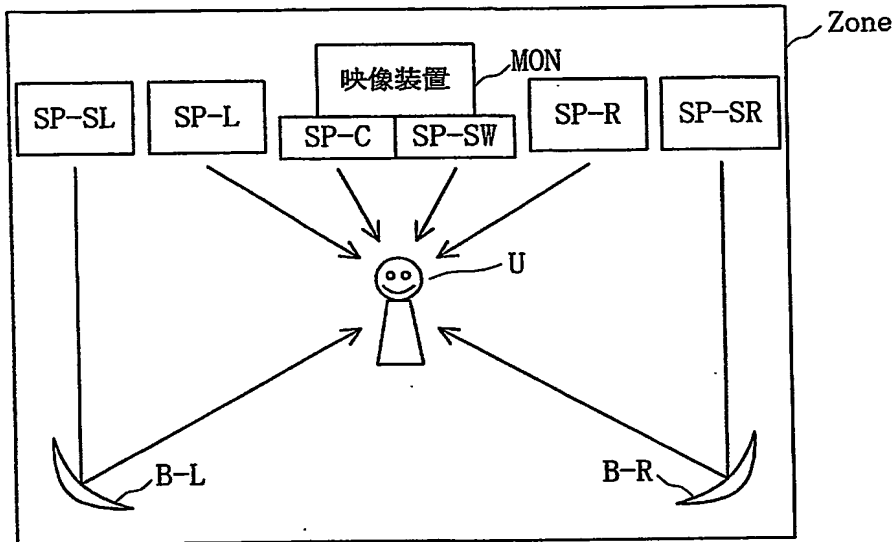 Zone
映像装置
MON
SP-SL
SP-L
SP-C
SP-SW
SP-R
SP-SR
U
B-L
B-R